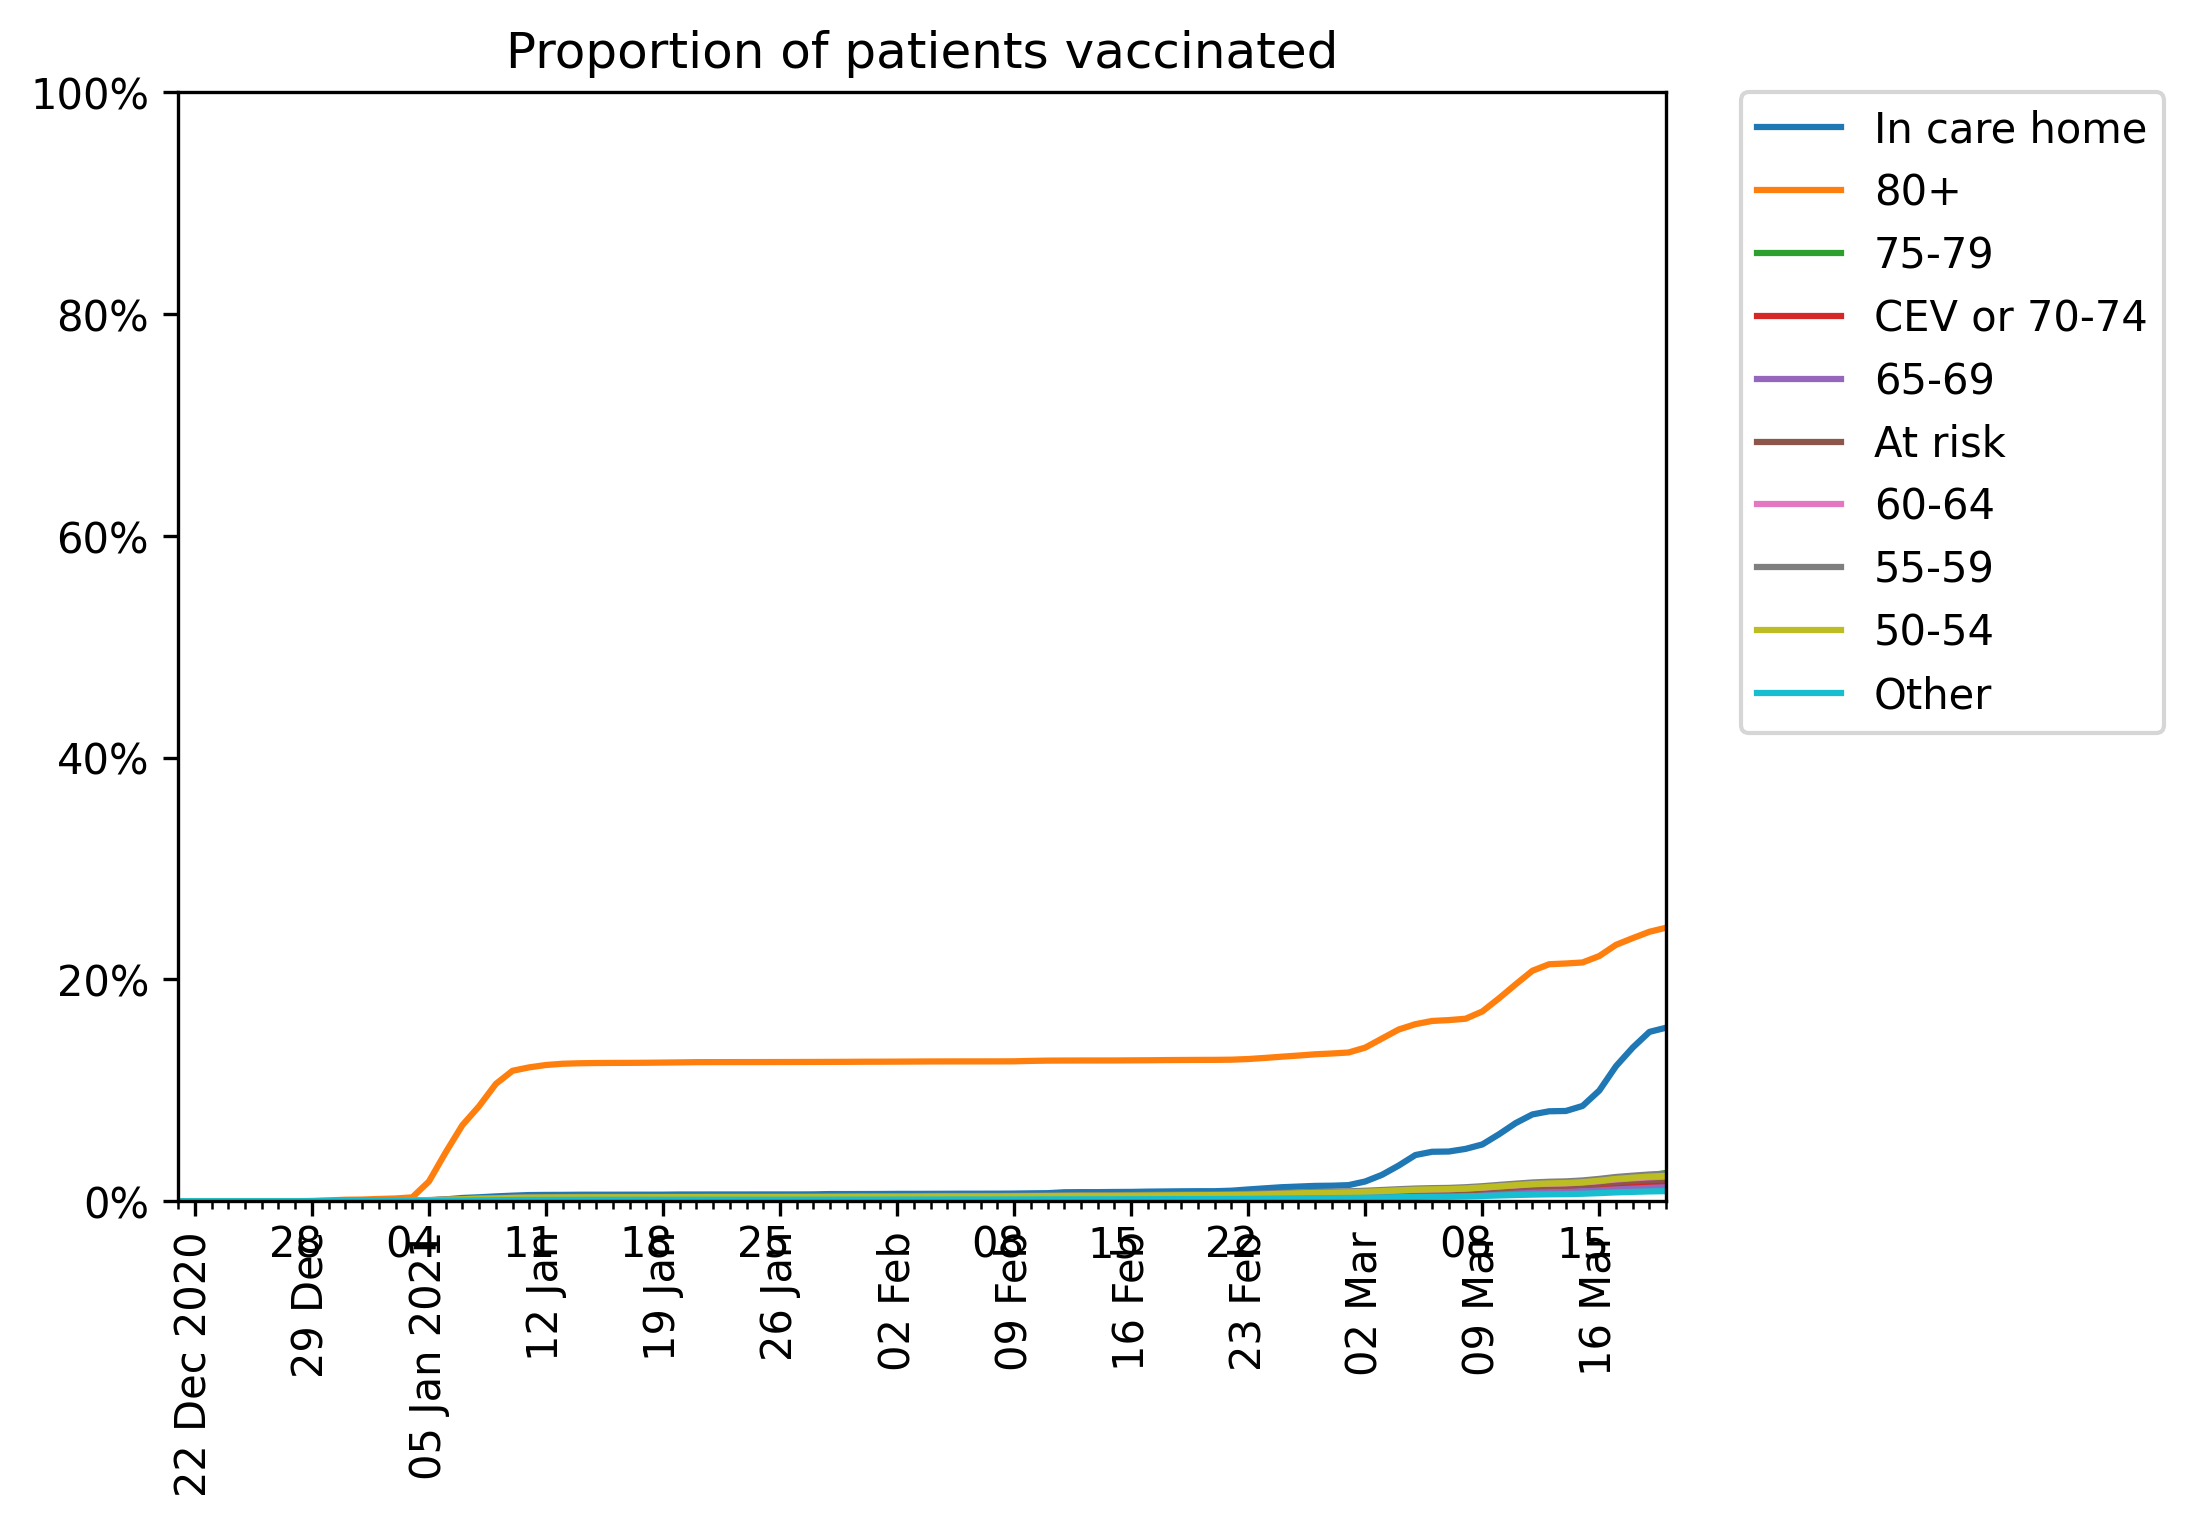 Proportion of patients vaccinated
100%
80%
60%
40%
20%
0%
In care home
80+
75-79
CEV or 70-74
65-69
At risk
60-64
55-59
50-54
Other
28
04
11
18
25
08
15
22
08
15
22 Dec 2020
29 Dec
05 Jan 2021
12 Jan
19 Jan
26 Jan
02 Feb
09 Feb
16 Feb
23 Feb
02 Mar
09 Mar
16 Mar